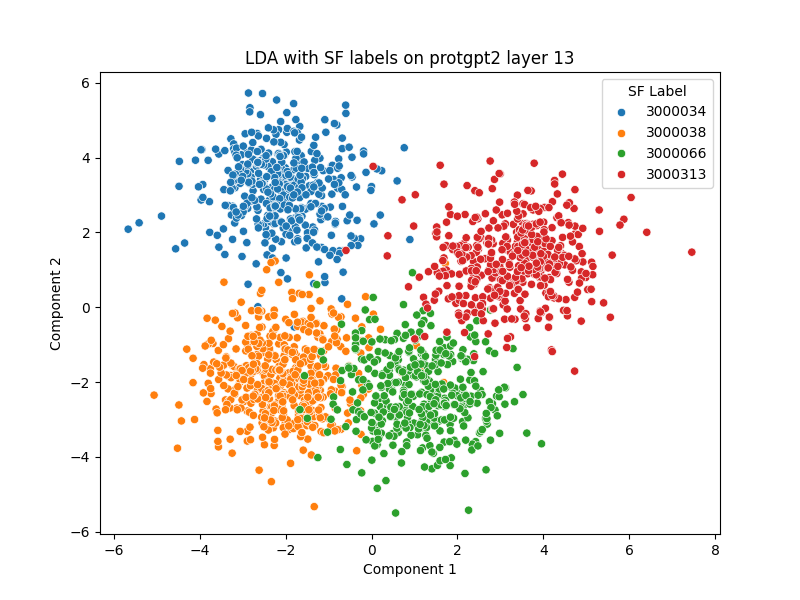 LDA with SF labels on protgpt2 layer 13
SF Label
3000034
3000038
3000066
3000313
6
4
2
0
−2
−4
−6
Component 2
−6 −4 −2 0 2 4 6 8
Component 1